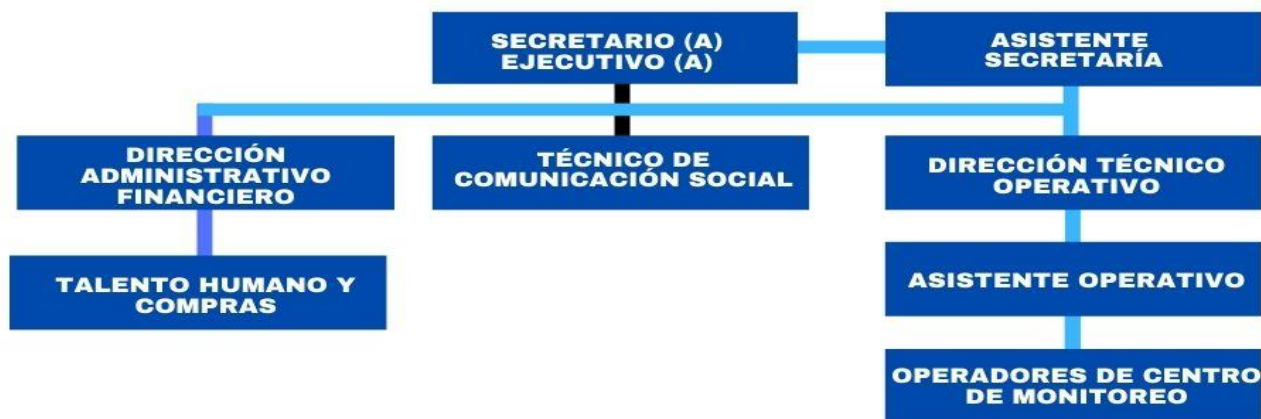 SECRETARIO (A)
EJECUTIVO (A)
ASISTENTE
SECRETARÍA
DIRECCIÓN
ADMINISTRATIVO
FINANCIERO
TÉCNICO DE
COMUNICACIÓN SOCIAL
DIRECCIÓN TÉCNICO
OPERATIVO
TALENTO HUMANO Y
COMPRAS
ASISTENTE OPERATIVO
OPERADORES DE CENTRO
DE MONITOREO